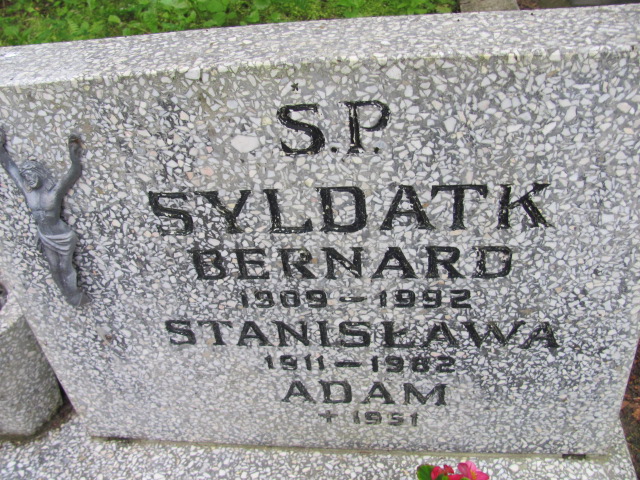 Ś.P.
SYLDATK
BERNARD
1909-1992
STANISŁAWA
1911-1982
ADAM
+ 1951